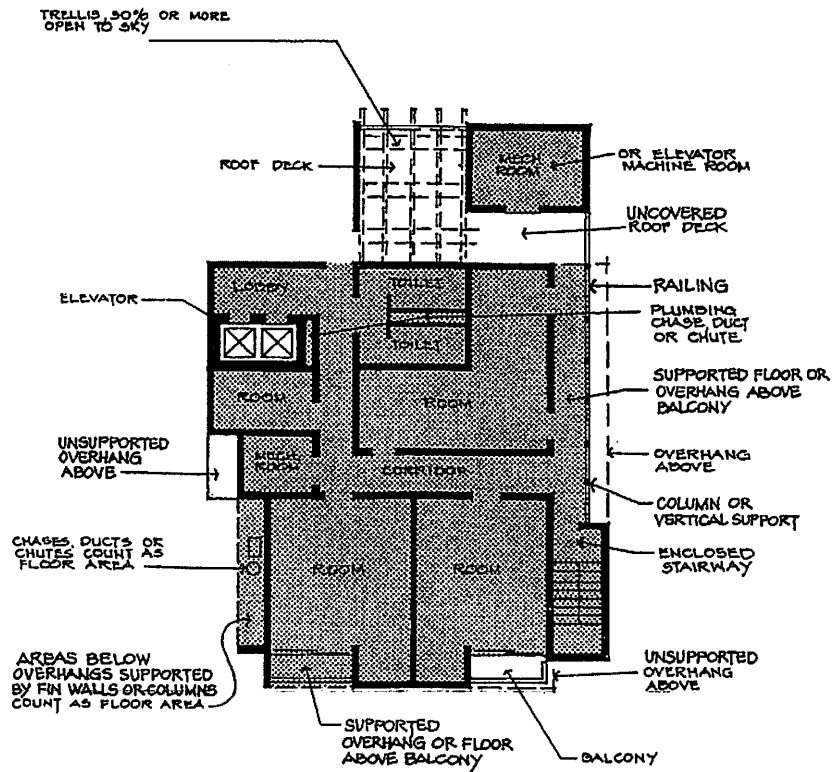 TRELLIS, 50% OR MORE
OPEN TO SKY
ROOF DECK
MECH
ROOM
OR ELEVATOR
MACHINE ROOM
UNCOVERED
ROOF DECK
LOBBY
TOILET
RAILING
ELEVATOR
PLUMBING
CHASE, DUCT
OR CHUTE
TOILET
ROOM
ROOM
SUPPORTED FLOOR OR
OVERHANG ABOVE
BALCONY
UNSUPPORTED
OVERHANG
ABOVE
MECH.
ROOM
CORRIDOR
OVERHANG
ABOVE
COLUMN OR
VERTICAL SUPPORT
CHASES, DUCTS OR
CHUTES COUNT AS
FLOOR AREA
ENCLOSED
STAIRWAY
ROOM
ROOM
AREAS BELOW
OVERHANGS SUPPORTED
BY FIN WALLS OR COLUMNS
COUNT AS FLOOR AREA
UNSUPPORTED
OVERHANG
ABOVE
SUPPORTED
OVERHANG OR FLOOR
ABOVE BALCONY
BALCONY